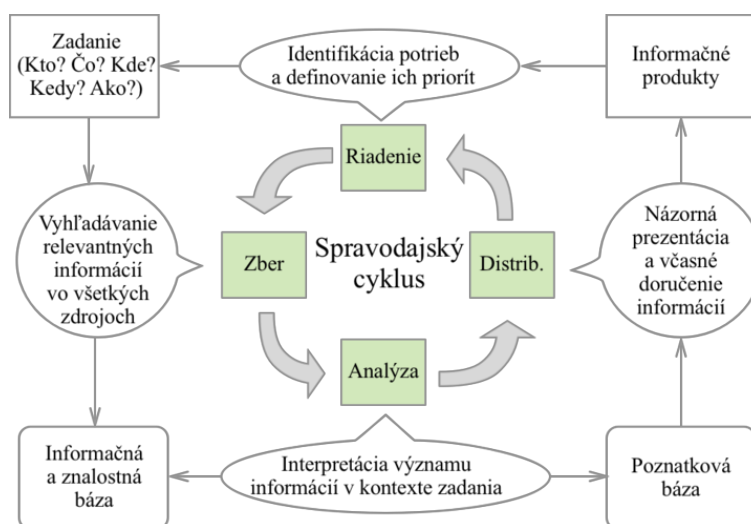 Zadanie
(Kto? Čo? Kde?
Kedy? Ako?)
Identifikácia potrieb
a definovanie ich priorít
Informačné
produkty
Riadenie
Vyhľadávanie
relevantných
informácií
vo všetkých
zdrojoch
Zber
Spravodajský
cyklus
Distrib.
Názorná
prezentácia
a včasné
doručenie
informácií
Analýza
Informačná
a znalostná
báza
Interpretácia významu
informácií v kontexte zadania
Poznatková
báza